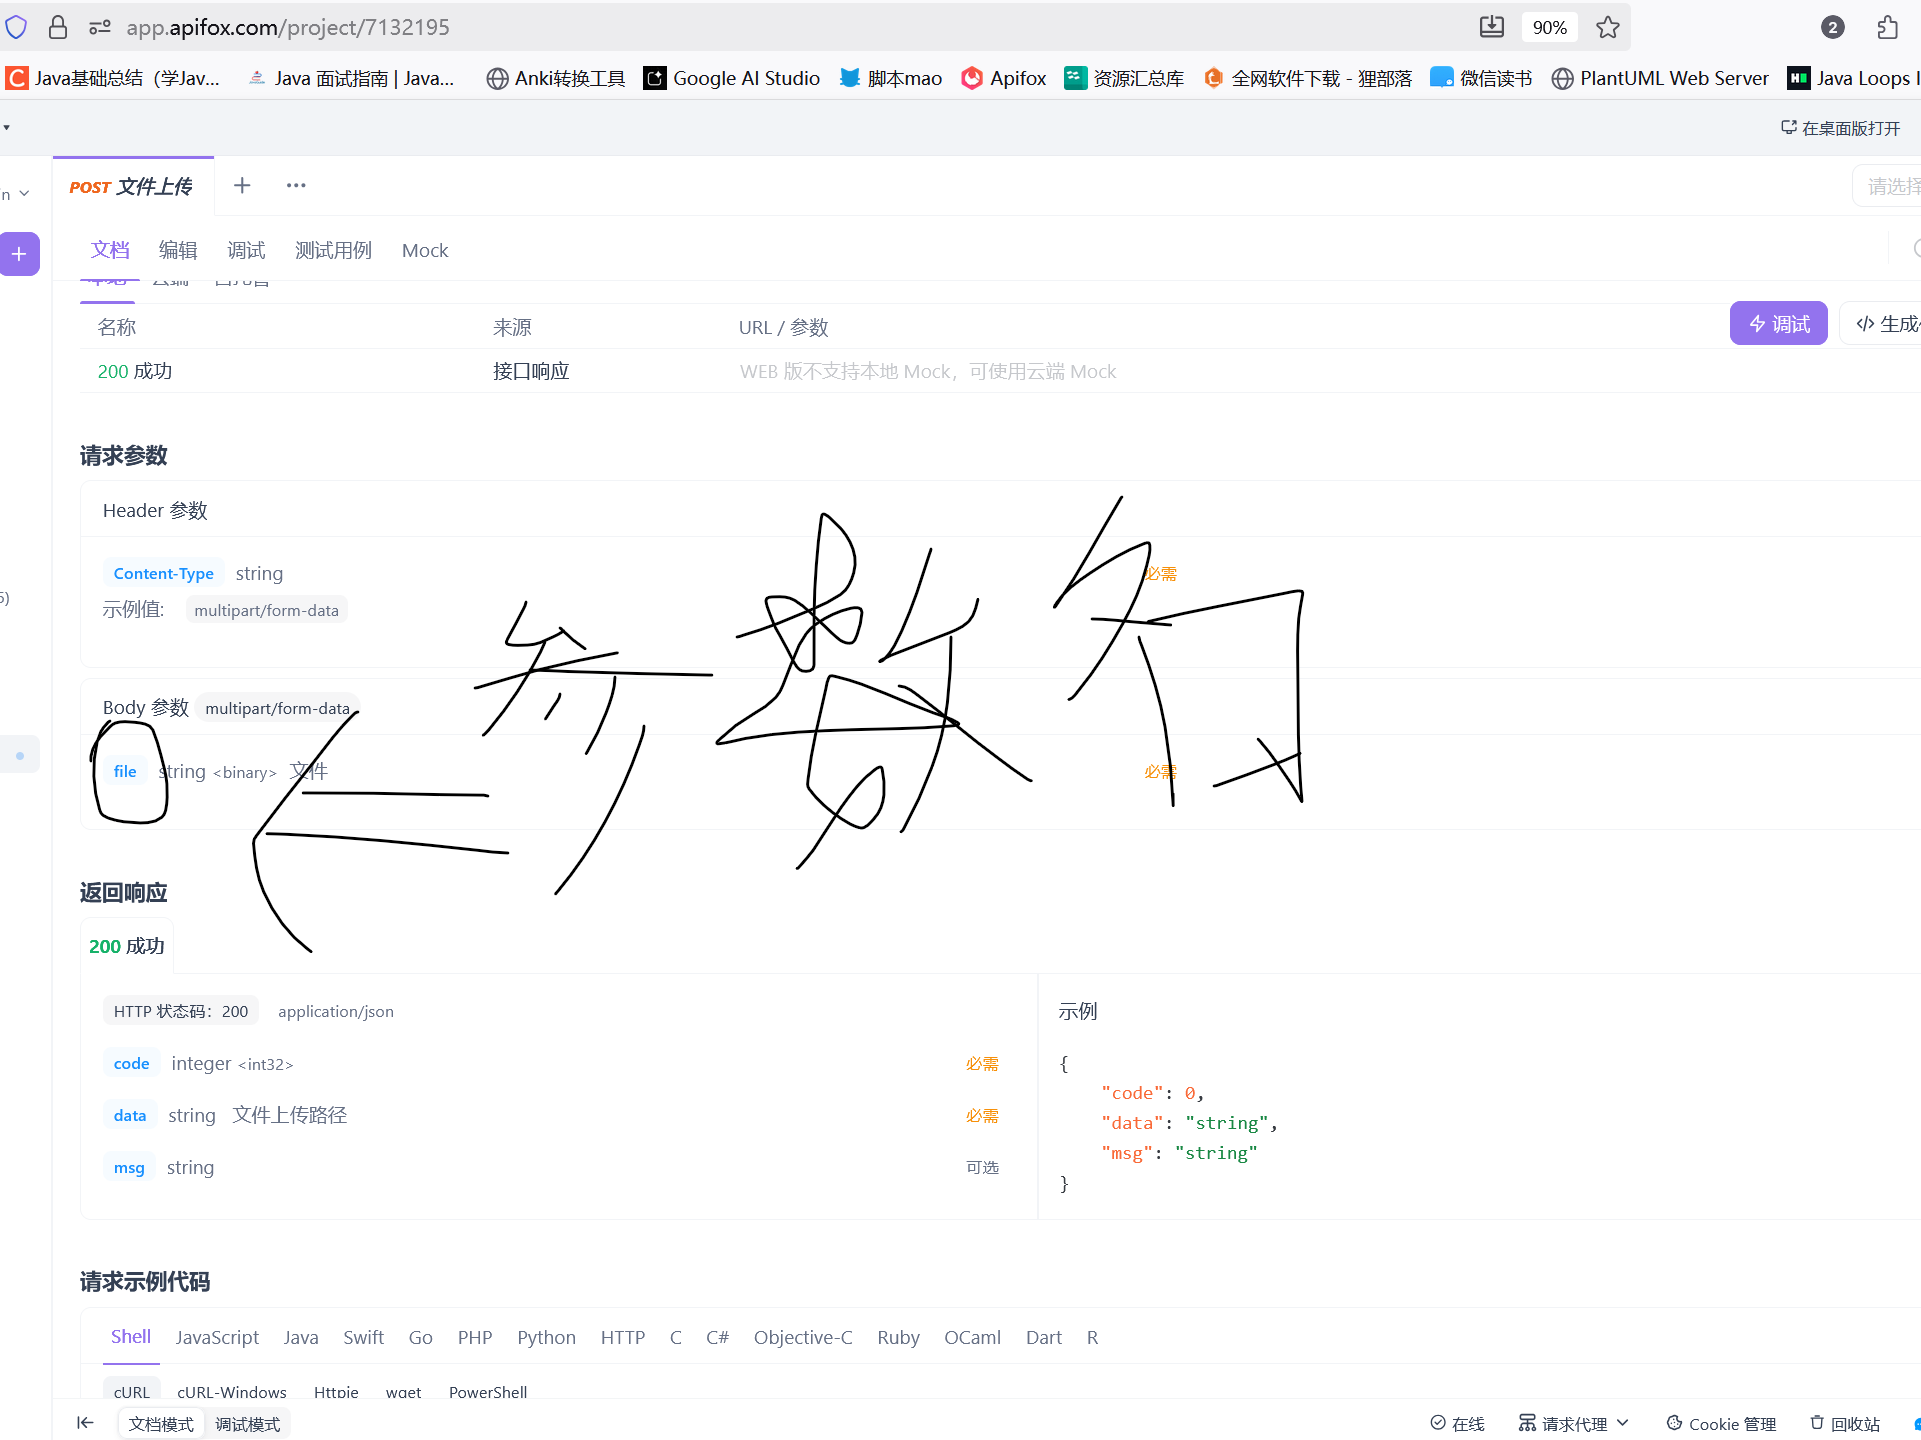 app.apifox.com/project/7132195
90%
2
Java基础总结（学Jav...
Java 面试指南 | Java...
Anki转换工具
Google AI Studio
脚本mao
Apifox
资源汇总库
全网软件下载 - 狸部落
微信读书
PlantUML Web Server
Java Loops
在桌面版打开
n
POST 文件上传
请选择
文档 编辑 调试 测试用例 Mock
本地 云端 自托管
名称 来源 URL / 参数
调试
生成
200 成功 接口响应 WEB 版不支持本地 Mock，可使用云端 Mock
请求参数
Header 参数
Content-Type string 必需
示例值: multipart/form-data
5)
参数名
Body 参数 multipart/form-data
file string <binary> 文件 必需
返回响应
200 成功
HTTP 状态码：200 application/json
code integer <int32> 必需
data string 文件上传路径 必需
msg string 可选
示例
{
"code": 0,
"data": "string",
"msg": "string"
}
请求示例代码
Shell JavaScript Java Swift Go PHP Python HTTP C C# Objective-C Ruby OCaml Dart R
cURL cURL-Windows Httpie wget PowerShell
文档模式 调试模式
在线 请求代理 Cookie 管理 回收站